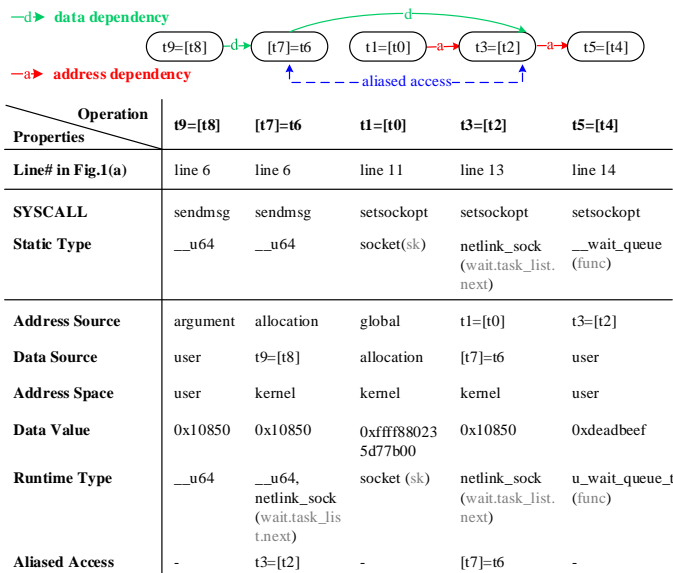 d data dependency
d
t9=[t8] d [t7]=t6 t1=[t0] a t3=[t2] a t5=[t4]
a address dependency
aliased access
Operation
Properties
t9=[t8] [t7]=t6 t1=[t0] t3=[t2] t5=[t4]
Line# in Fig.1(a) line 6 line 6 line 11 line 13 line 14
SYSCALL sendmsg sendmsg setsockopt setsockopt setsockopt
Static Type __u64 __u64 socket(sk) netlink_sock __wait_queue
(wait.task_list. (func)
next)
Address Source argument allocation global t1=[t0] t3=[t2]
Data Source user t9=[t8] allocation [t7]=t6 user
Address Space user kernel kernel kernel user
Data Value 0x10850 0x10850 0xffff88023 0x10850 0xdeadbeef
5d77b00
Runtime Type __u64 __u64, socket (sk) netlink_sock u_wait_queue_t
netlink_sock (wait.task_list. (func)
(wait.task_lis next)
t.next)
Aliased Access - t3=[t2] - [t7]=t6 -